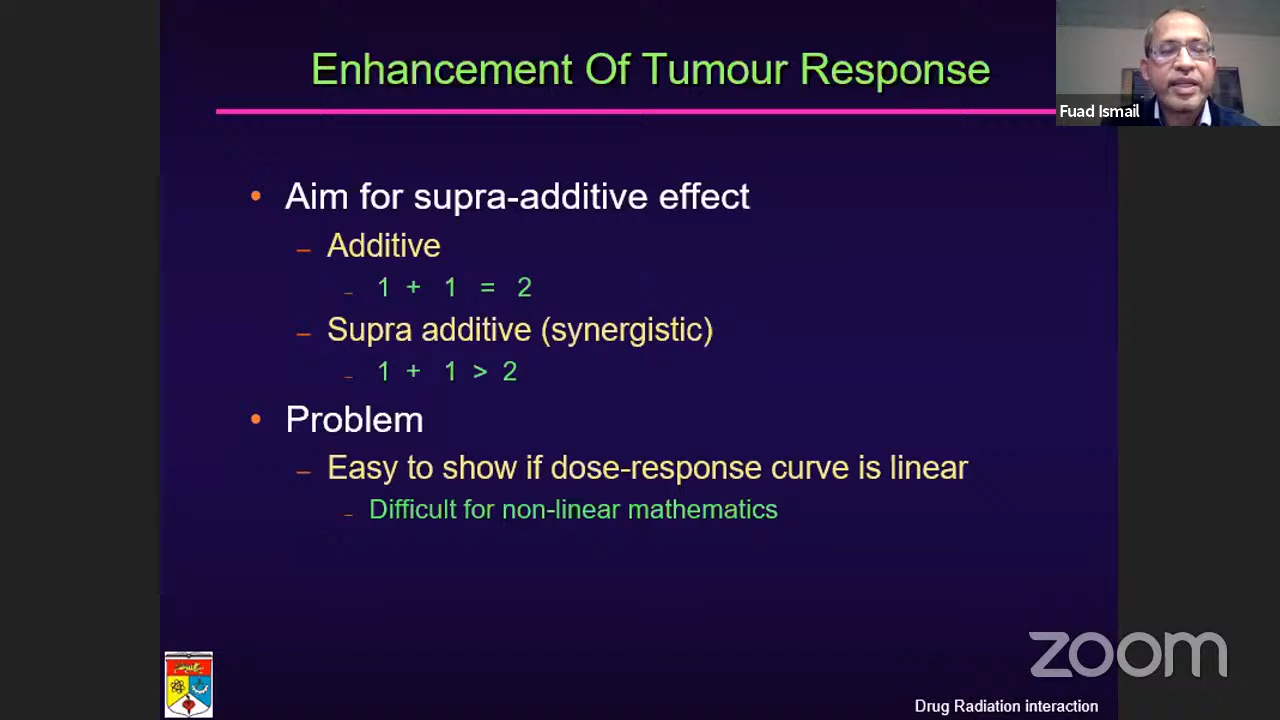 Enhancement Of Tumour Response
Fuad Ismail
• Aim for supra-additive effect
– Additive
– 1 + 1 = 2
– Supra additive (synergistic)
– 1 + 1 > 2
• Problem
– Easy to show if dose-response curve is linear
– Difficult for non-linear mathematics
zoom
Drug Radiation interaction